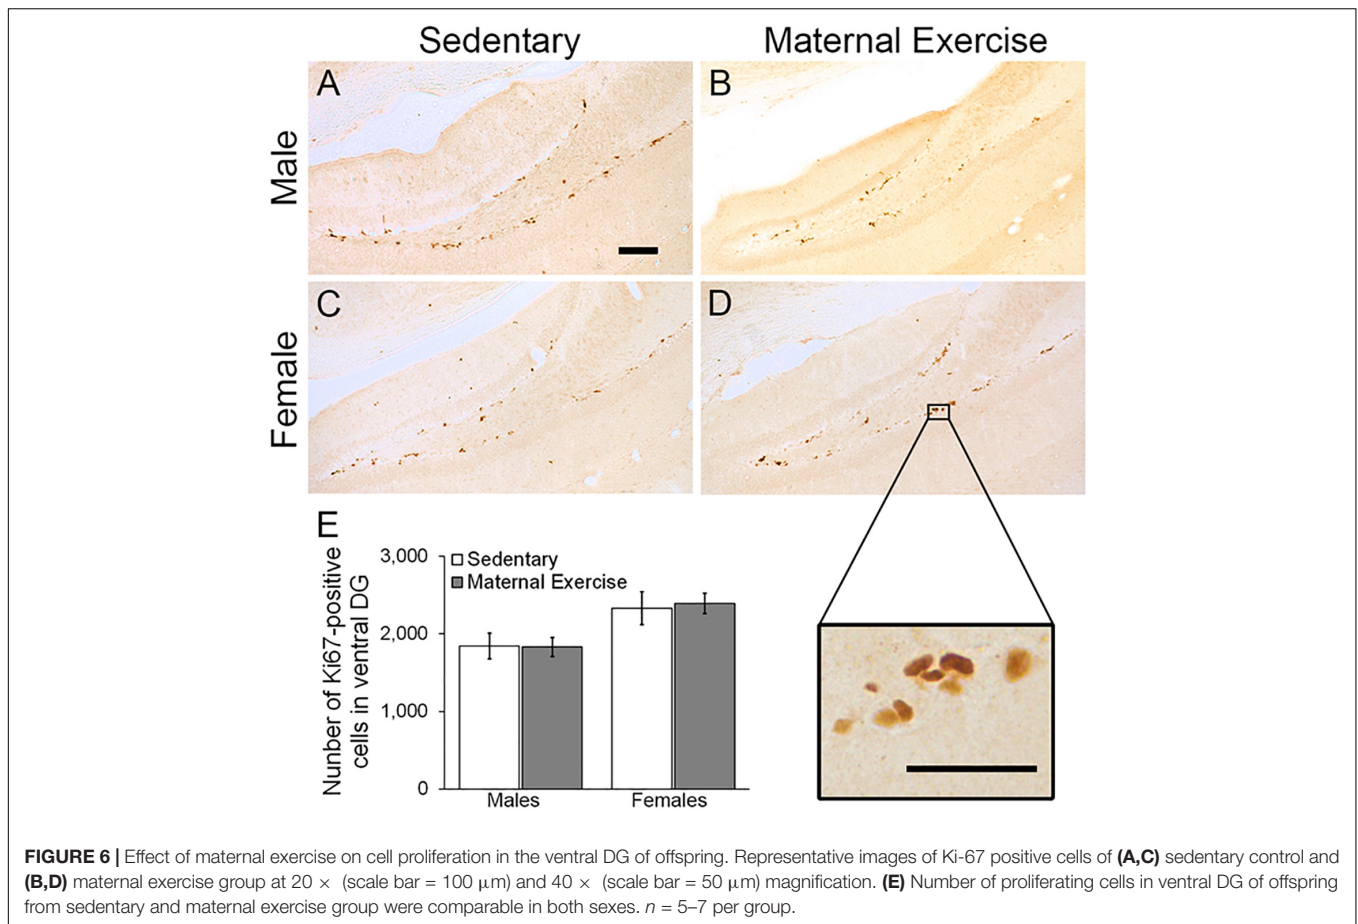 Sedentary
Maternal Exercise
Male
A
B
Female
C
D
E
Nunber of Ki67-positive
cells in ventral DG
3,000
2,000
1,000
0
Sedentary
Maternal Exercise
Males
Females
FIGURE 6 | Effect of maternal exercise on cell proliferation in the ventral DG of offspring. Representative images of Ki-67 positive cells of (A,C) sedentary control and
(B,D) maternal exercise group at 20 × (scale bar = 100 μm) and 40 × (scale bar = 50 μm) magnification. (E) Number of proliferating cells in ventral DG of offspring
from sedentary and maternal exercise group were comparable in both sexes. n = 5–7 per group.